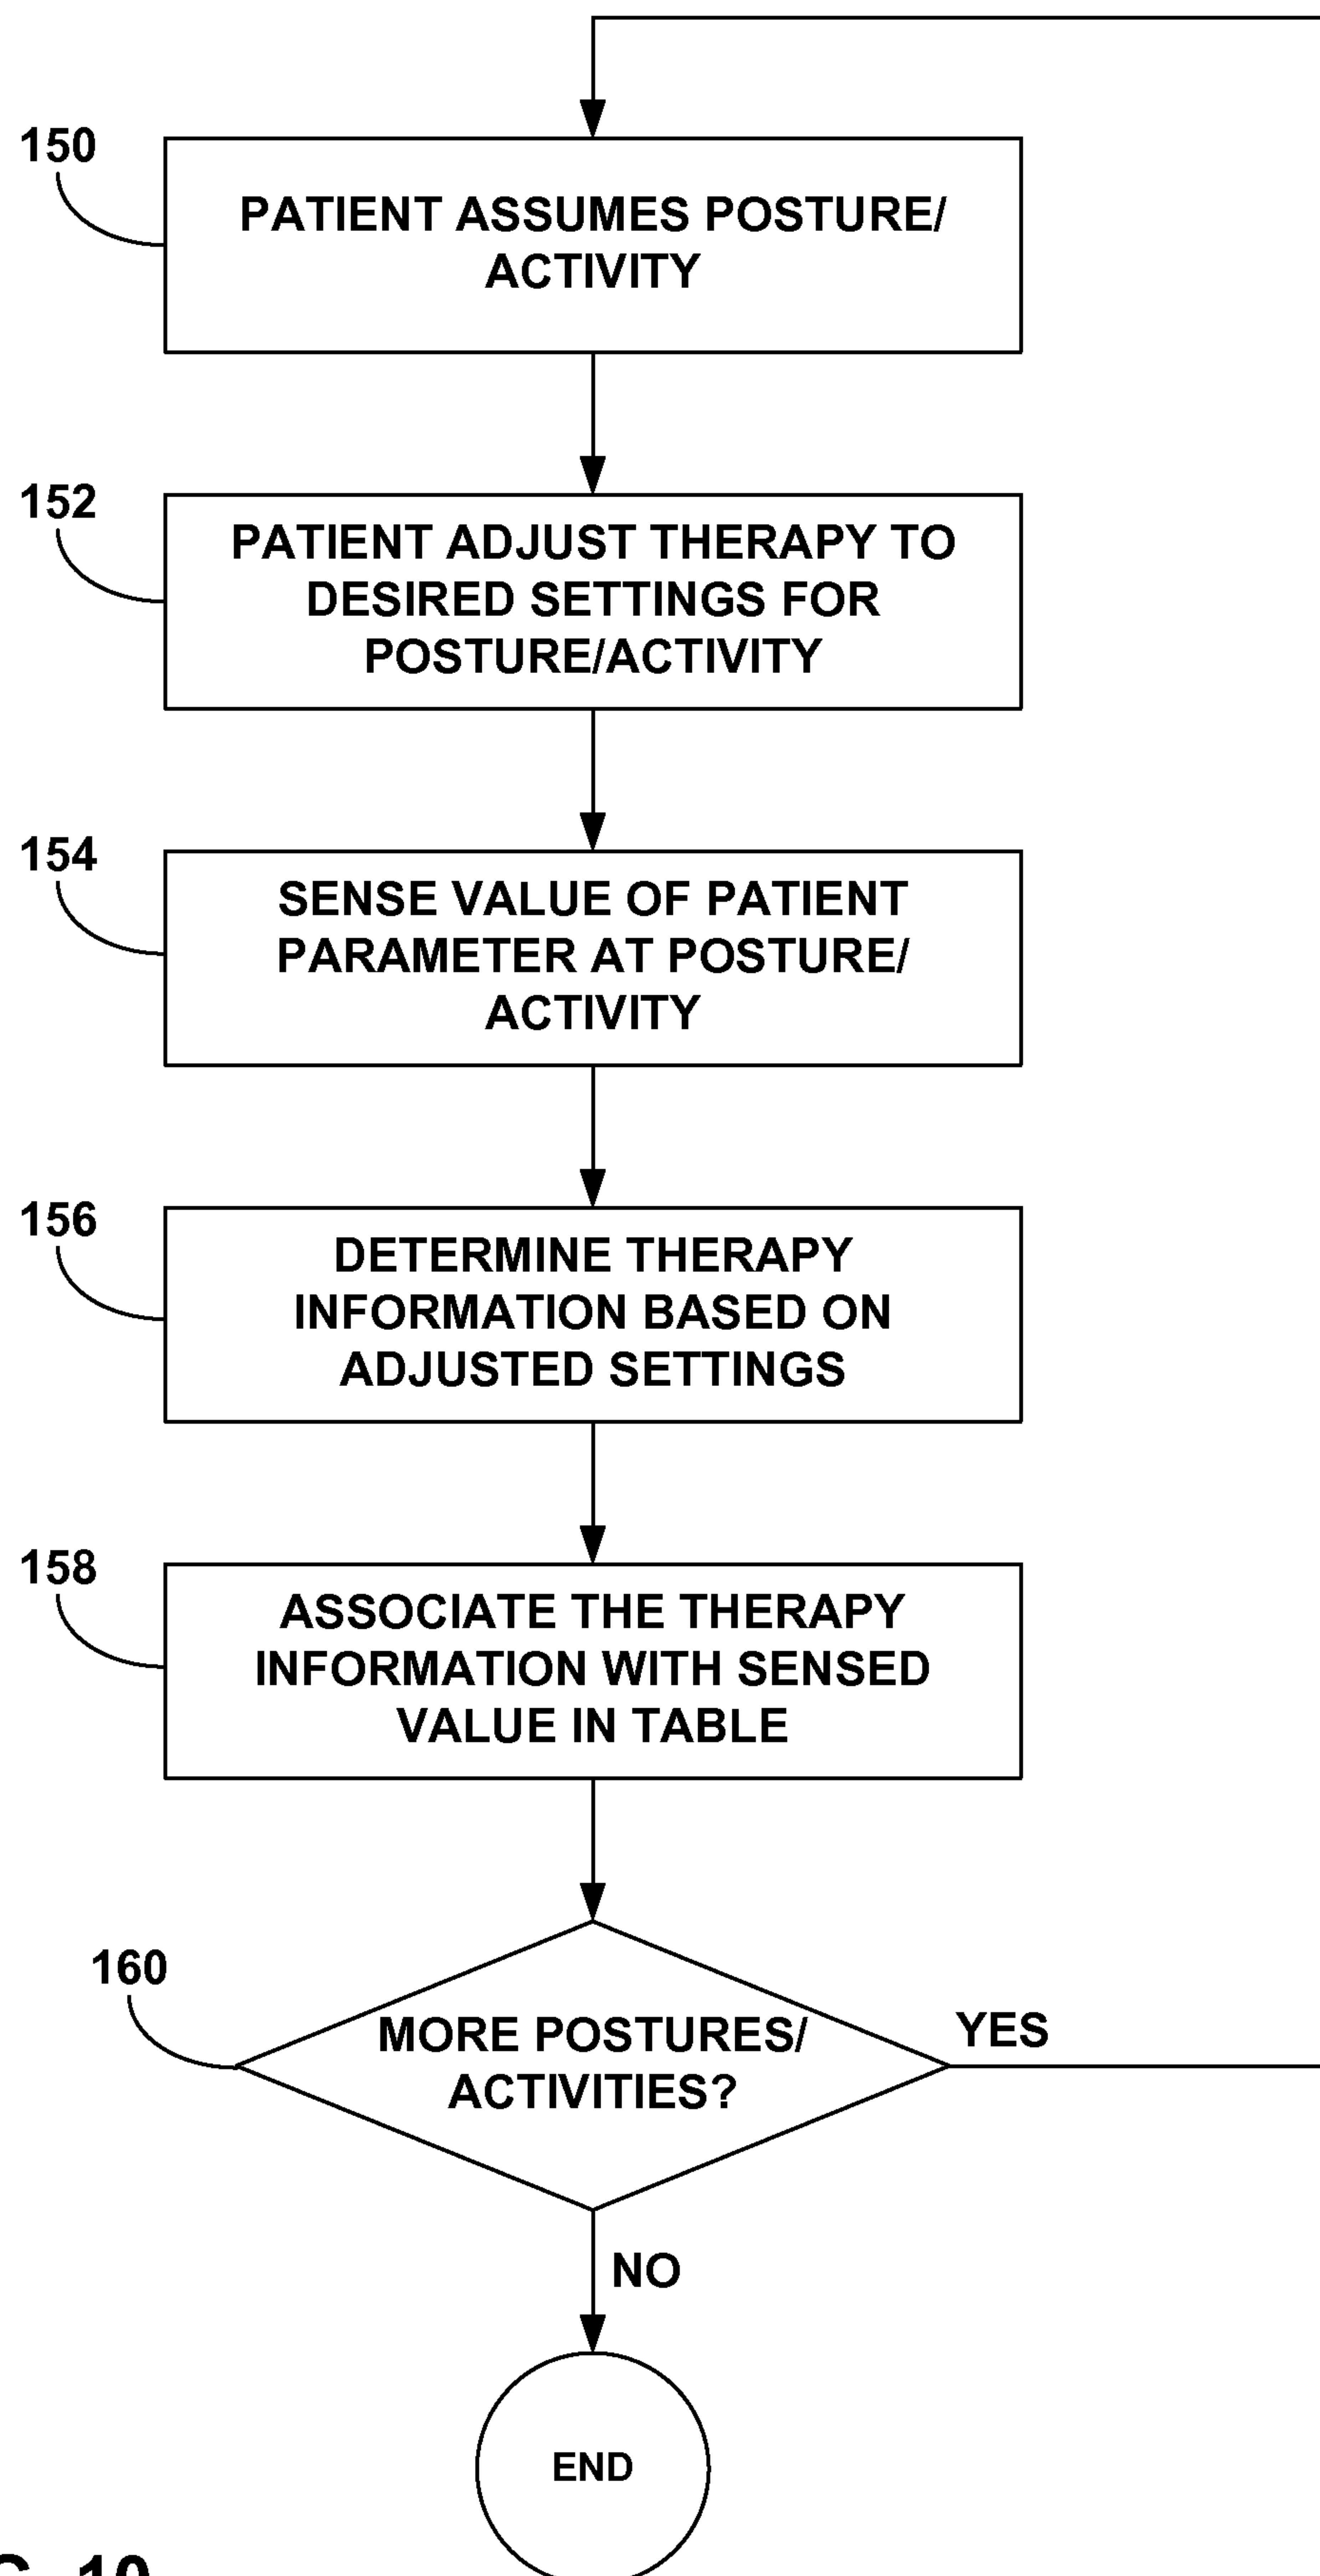 150
PATIENT ASSUMES POSTURE/
ACTIVITY
152
PATIENT ADJUST THERAPY TO
DESIRED SETTINGS FOR
POSTURE/ACTIVITY
154
SENSE VALUE OF PATIENT
PARAMETER AT POSTURE/
ACTIVITY
156
DETERMINE THERAPY
INFORMATION BASED ON
ADJUSTED SETTINGS
158
ASSOCIATE THE THERAPY
INFORMATION WITH SENSED
VALUE IN TABLE
160
MORE POSTURES/
ACTIVITIES?
YES
NO
END
10